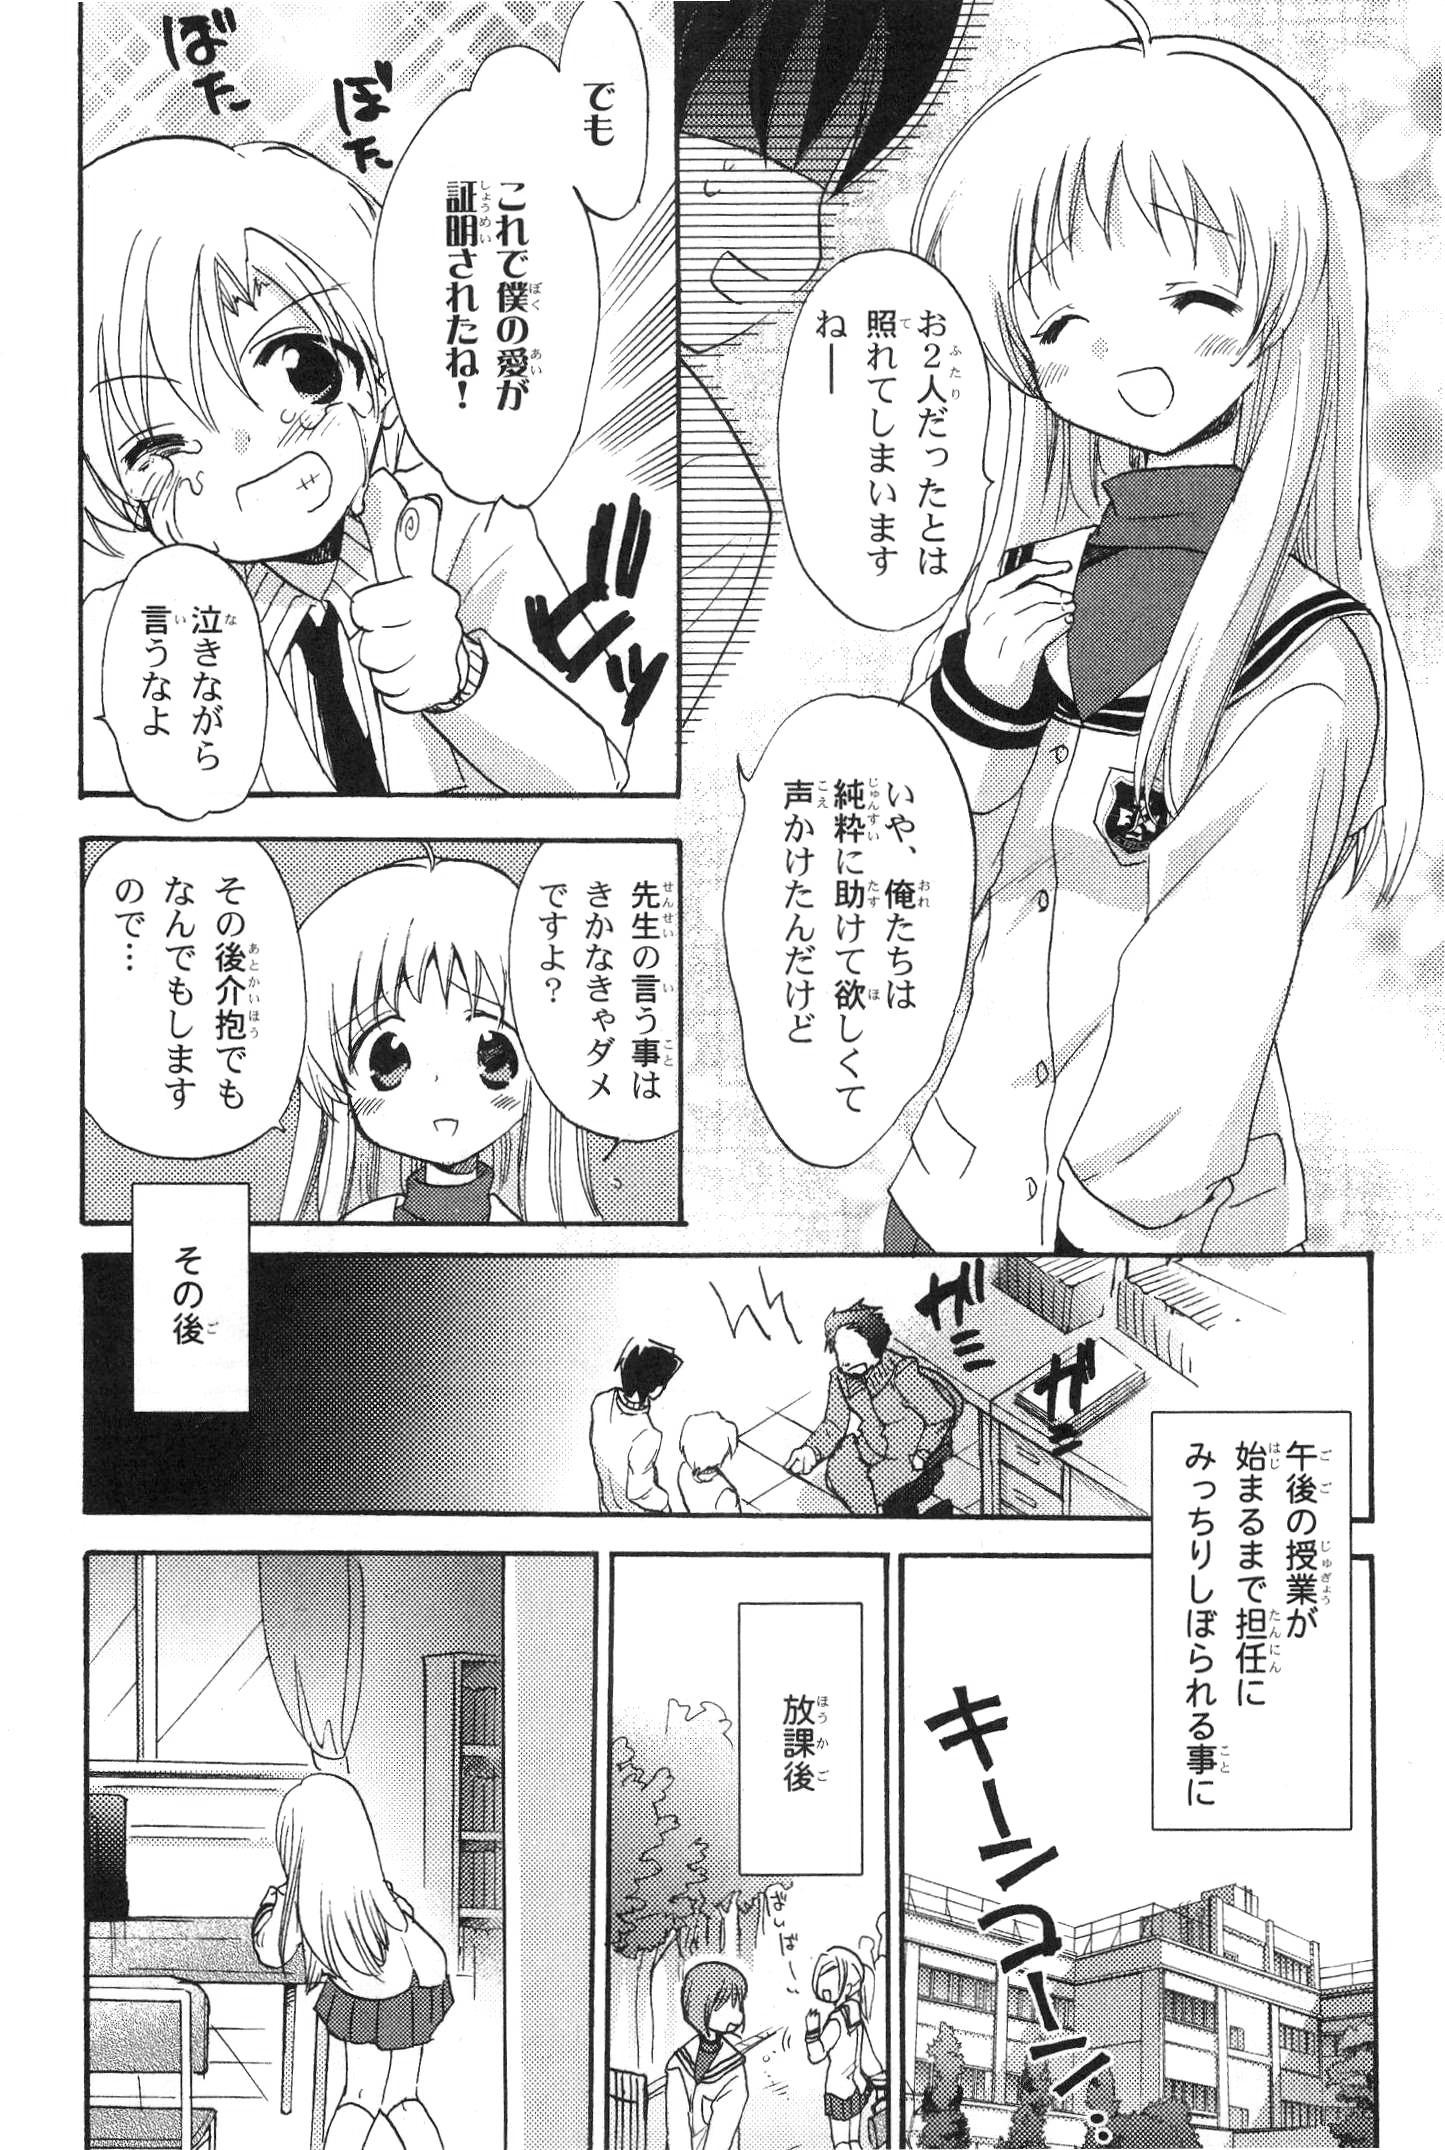 お2人だったとは
照れてしまいます
ねー
いや、俺たちは
純粋に助けて欲しくて
声かけたんだけど
でも
これで僕の愛が
証明されたね!
ぼた
ぼた
ビッ
泣きながら
言うなよ
先生の言う事は
きかなきゃダメ
ですよ?
その後介抱でも
なんでもします
ので…
その後
ガミ
ガミ
午後の授業が
始まるまで担任に
みっちりしぼられる事に
キーンコーン
放課後
ばいばーい